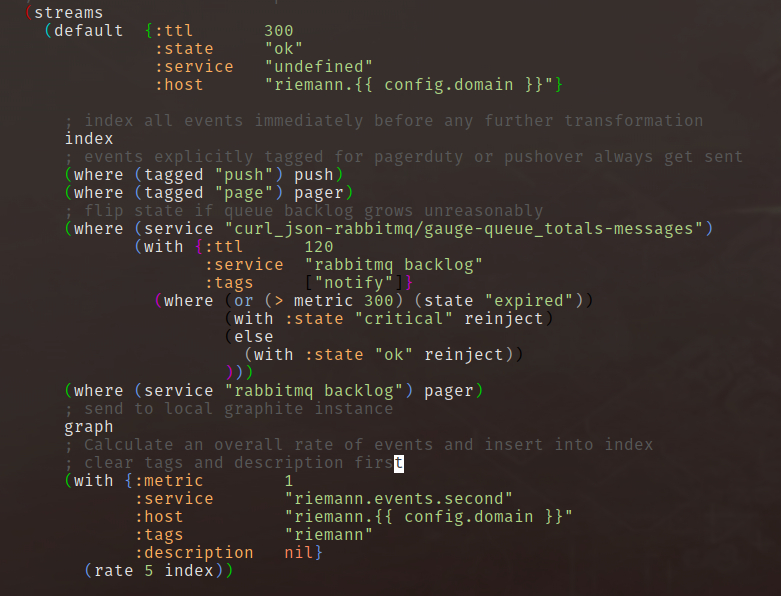 (streams
  (default  {:ttl       300
             :state     "ok"
             :service   "undefined"
             :host      "riemann.{{ config.domain }}"}
    ; index all events immediately before any further transformation
    index
    ; events explicitly tagged for pagerduty or pushover always get sent
    (where (tagged "push") push)
    (where (tagged "page") pager)
    ; flip state if queue backlog grows unreasonably
    (where (service "curl_json-rabbitmq/gauge-queue_totals-messages")
           (with {:ttl      120
                  :service  "rabbitmq backlog"
                  :tags     ["notify"]}
             (where (or (> metric 300) (state "expired"))
                    (with :state "critical" reinject)
                    (else
                      (with :state "ok" reinject))
                    )))
    (where (service "rabbitmq backlog") pager)
    ; send to local graphite instance
    graph
    ; Calculate an overall rate of events and insert into index
    ; clear tags and description first
    (with {:metric        1
           :service       "riemann.events.second"
           :host          "riemann.{{ config.domain }}"
           :tags          "riemann"
           :description   nil}
      (rate 5 index))